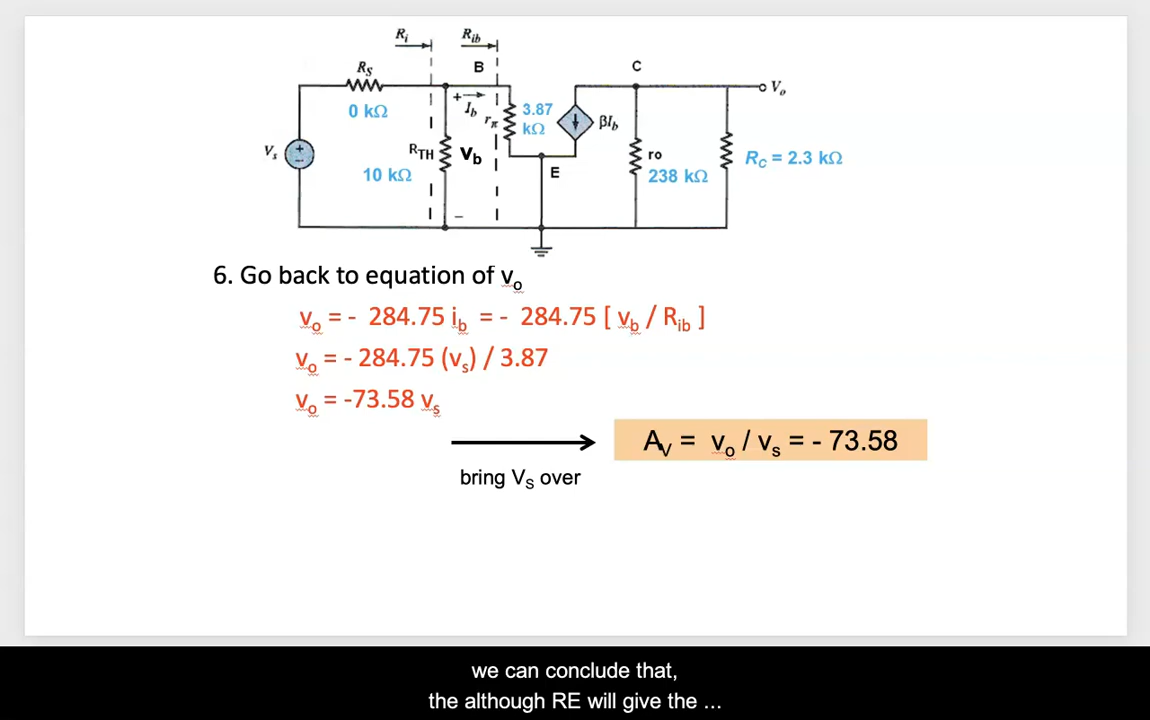 Ri Rib
RS B C
0 kΩ + Ib rπ 3.87 kΩ βIb Vo
Vs + − RTH Vb ro RC = 2.3 kΩ
10 kΩ E 238 kΩ
−
6. Go back to equation of vo
vo = - 284.75 ib = - 284.75 [ vb / Rib ]
vo = - 284.75 (vs) / 3.87
vo = -73.58 vs
AV = vo / vs = - 73.58
bring VS over
we can conclude that,
the although RE will give the ...